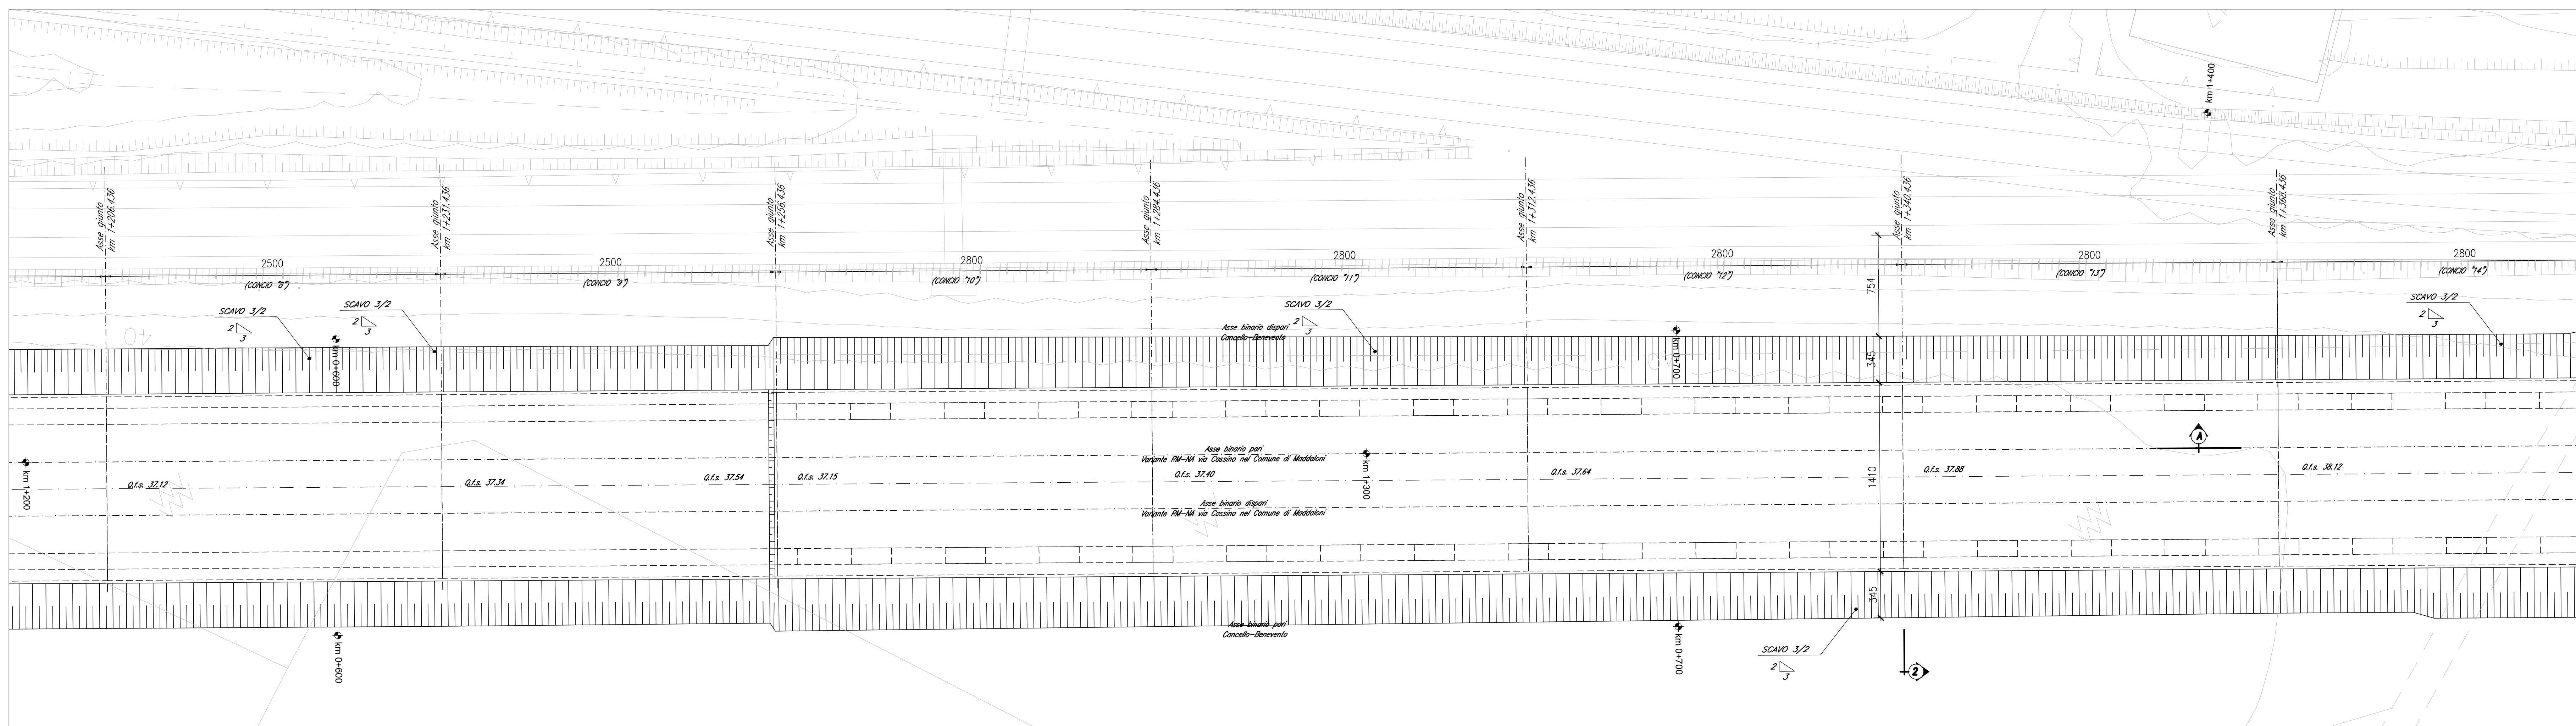 km 1+400
Asse giunto
km 1+206.436
Asse giunto
km 1+231.436
Asse giunto
km 1+256.436
Asse giunto
km 1+284.436
Asse giunto
km 1+312.436
Asse giunto
km 1+340.436
Asse giunto
km 1+368.436
2500
2500
2800
2800
2800
2800
2800
(CONCIO "8")
(CONCIO "9")
(CONCIO "10")
(CONCIO "11")
(CONCIO "12")
(CONCIO "13")
(CONCIO "14")
754
SCAVO 3/2
2
3
SCAVO 3/2
2
3
SCAVO 3/2
2
3
SCAVO 3/2
2
3
40
Asse binario dispari
Cancello-Benevento
km 0+600
km 0+700
345
A
Asse binario pari
Variante RM-NA via Cassino nel Comune di Maddaloni
km 1+200
km 1+300
Q.f.s. 37.12
Q.f.s. 37.34
Q.f.s. 37.54
Q.f.s. 37.15
Q.f.s. 37.40
Q.f.s. 37.64
Q.f.s. 37.88
Q.f.s. 38.12
1410
Asse binario dispari
Variante RM-NA via Cassino nel Comune di Maddaloni
345
Asse binario pari
Cancello-Benevento
km 0+600
km 0+700
SCAVO 3/2
2
3
2